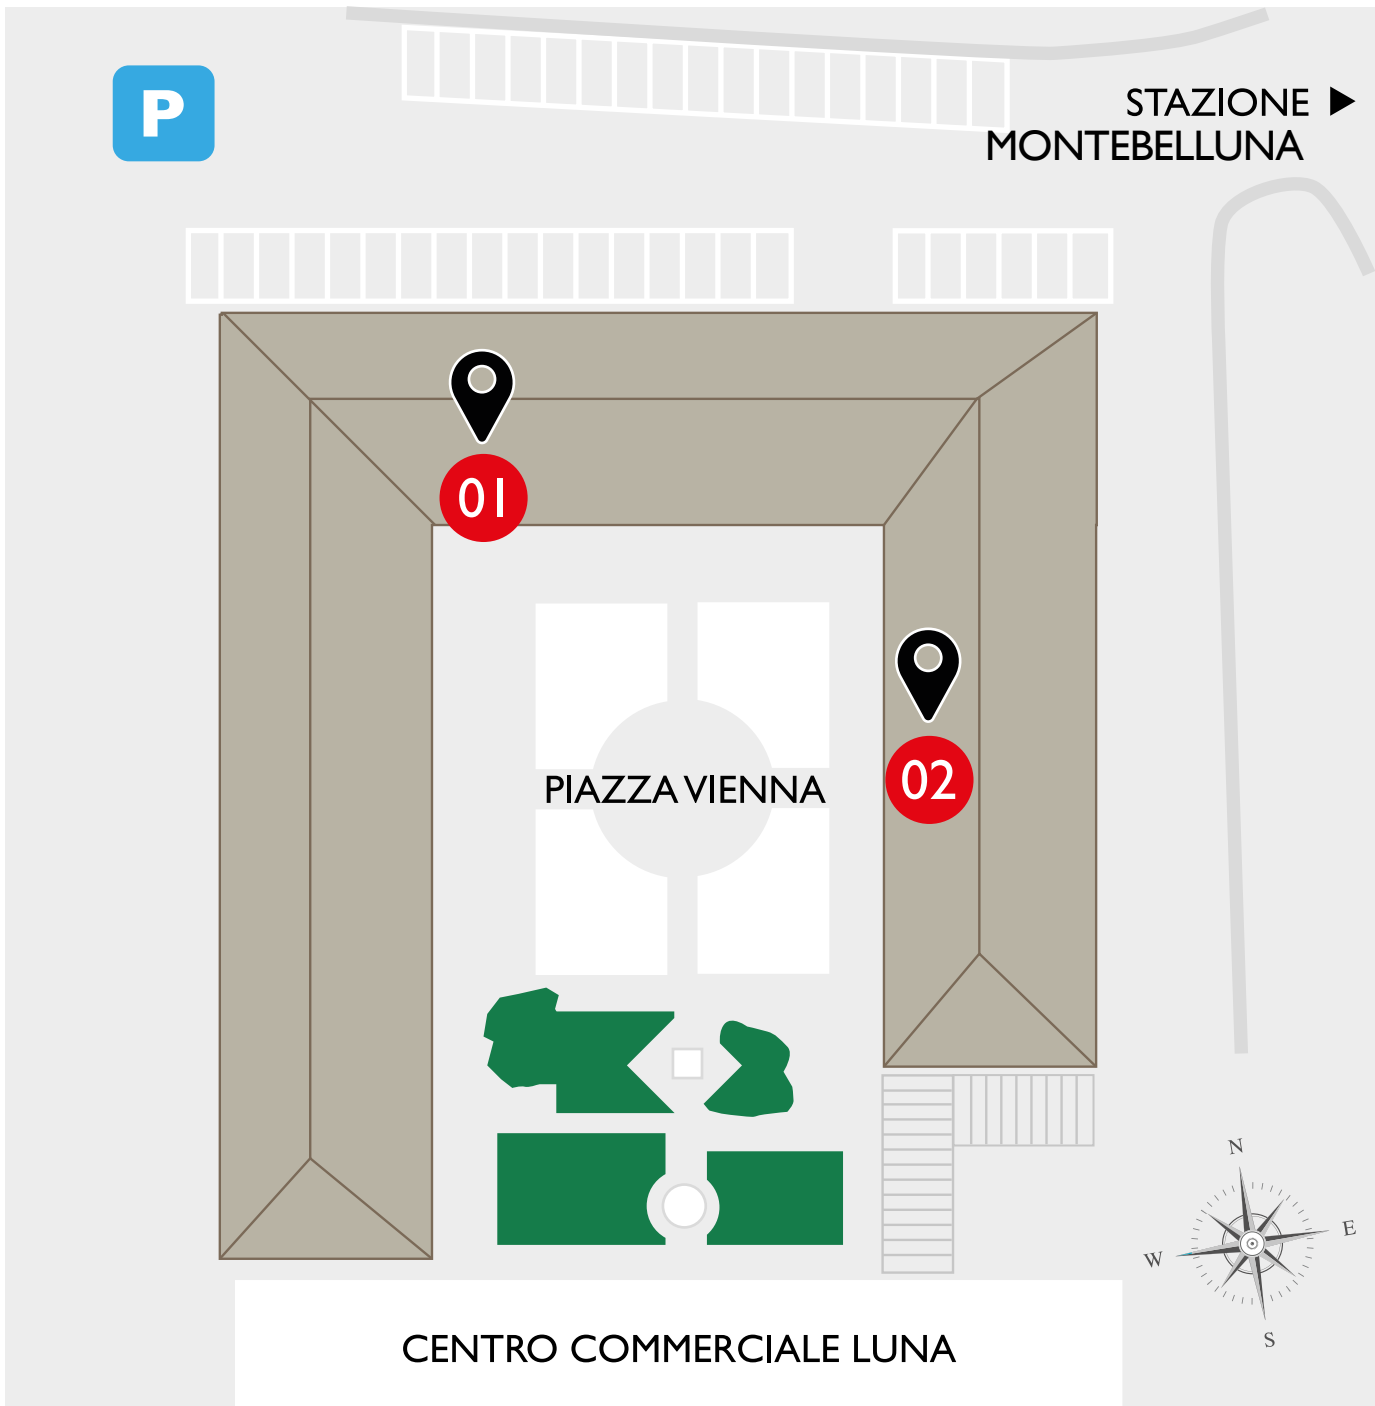 P
STAZIONE
MONTEBELLUNA
01
PIAZZA VIENNA
02
N
W
E
S
CENTRO COMMERCIALE LUNA